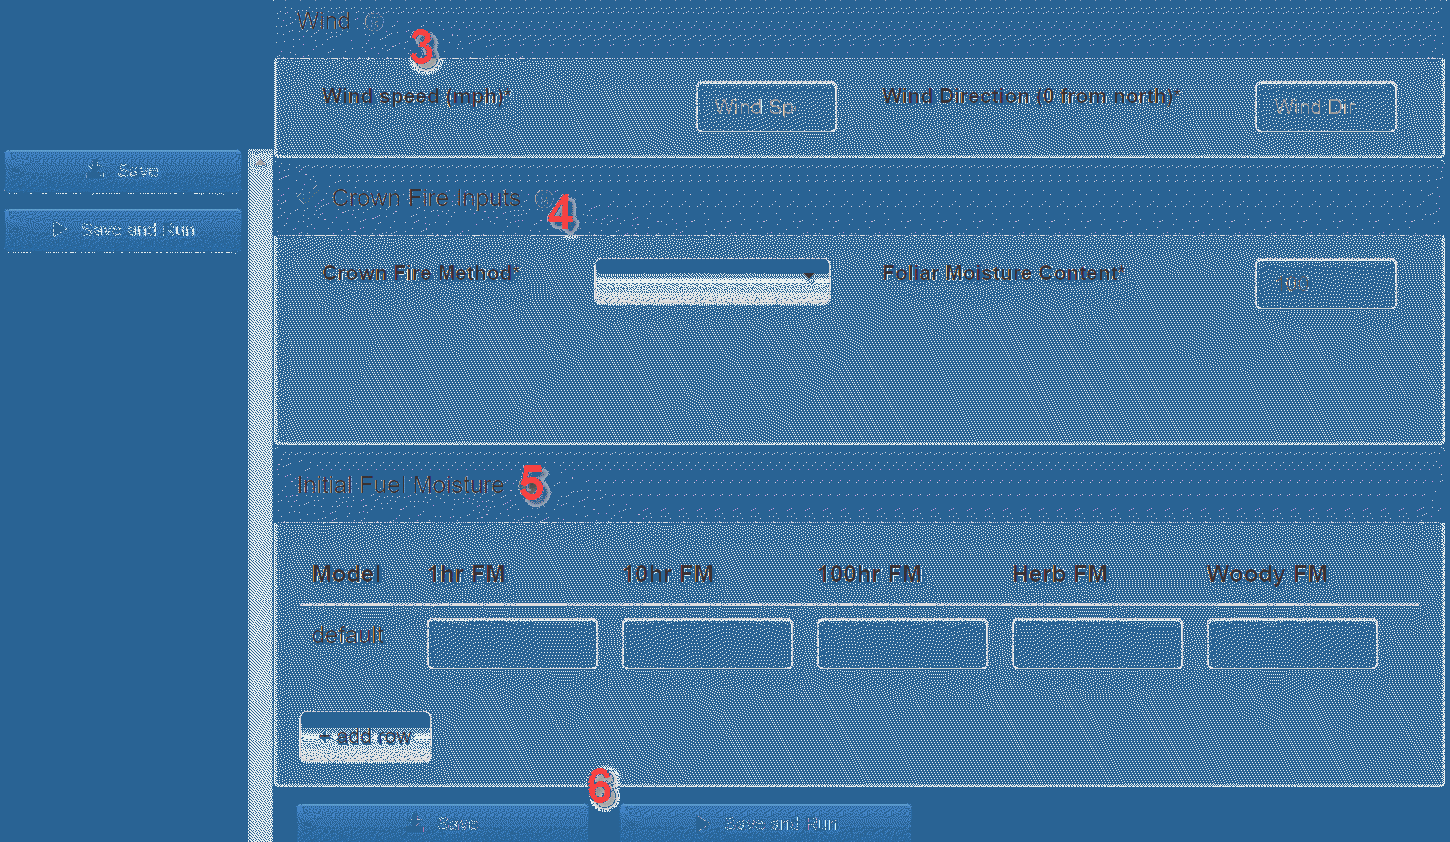 Wind
3
Wind speed (mph)*
Wind Sp
Wind Direction (0 from north)*
Wind Dir
Save
Save and Run
Crown Fire inputs
4
Crown Fire Method*
Foliar Moisture Content*
Initial Fuel Moisture
5
Model 1hr FM 10hr FM 100hr FM Herb FM Woody FM
default
+ add row
6
Save
Save and Run